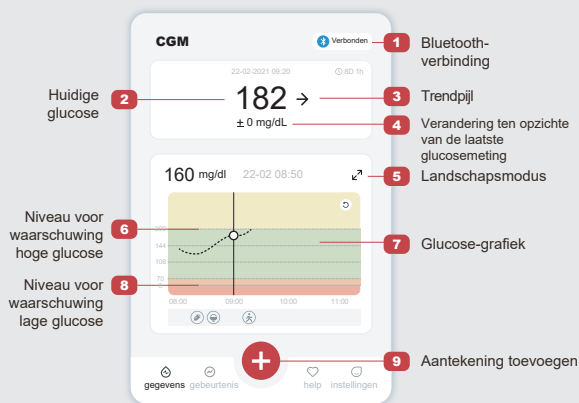 CGM
Verbonden
1
Bluetooth-
verbinding
22-02-2021 09:20
8D 1h
Huidige
glucose
2
182
3
Trendpijl
± 0 mg/dL
4
Verandering ten opzichte
van de laatste
glucosemeting
160 mg/dl
22-02 08:50
5
Landschapsmodus
Niveau voor
waarschuwing
hoge glucose
6
144
108
70
7
Glucose-grafiek
Niveau voor
waarschuwing
lage glucose
8
08:00
09:00
10:00
11:00
9
Aantekening toevoegen
gegevens
gebeurtenis
help
instellingen